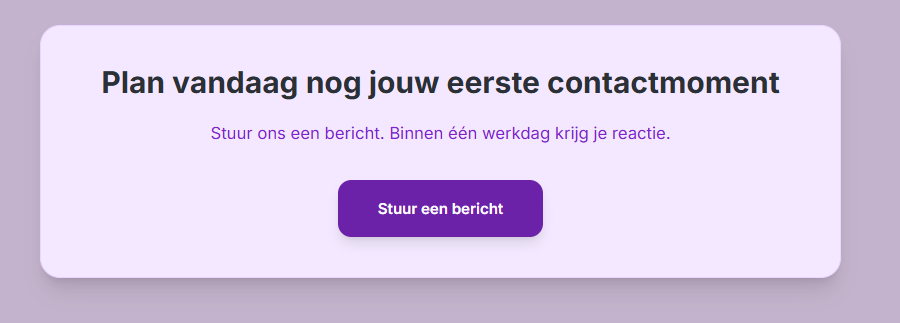 Plan vandaag nog jouw eerste contactmoment
Stuur ons een bericht. Binnen één werkdag krijg je reactie.
Stuur een bericht